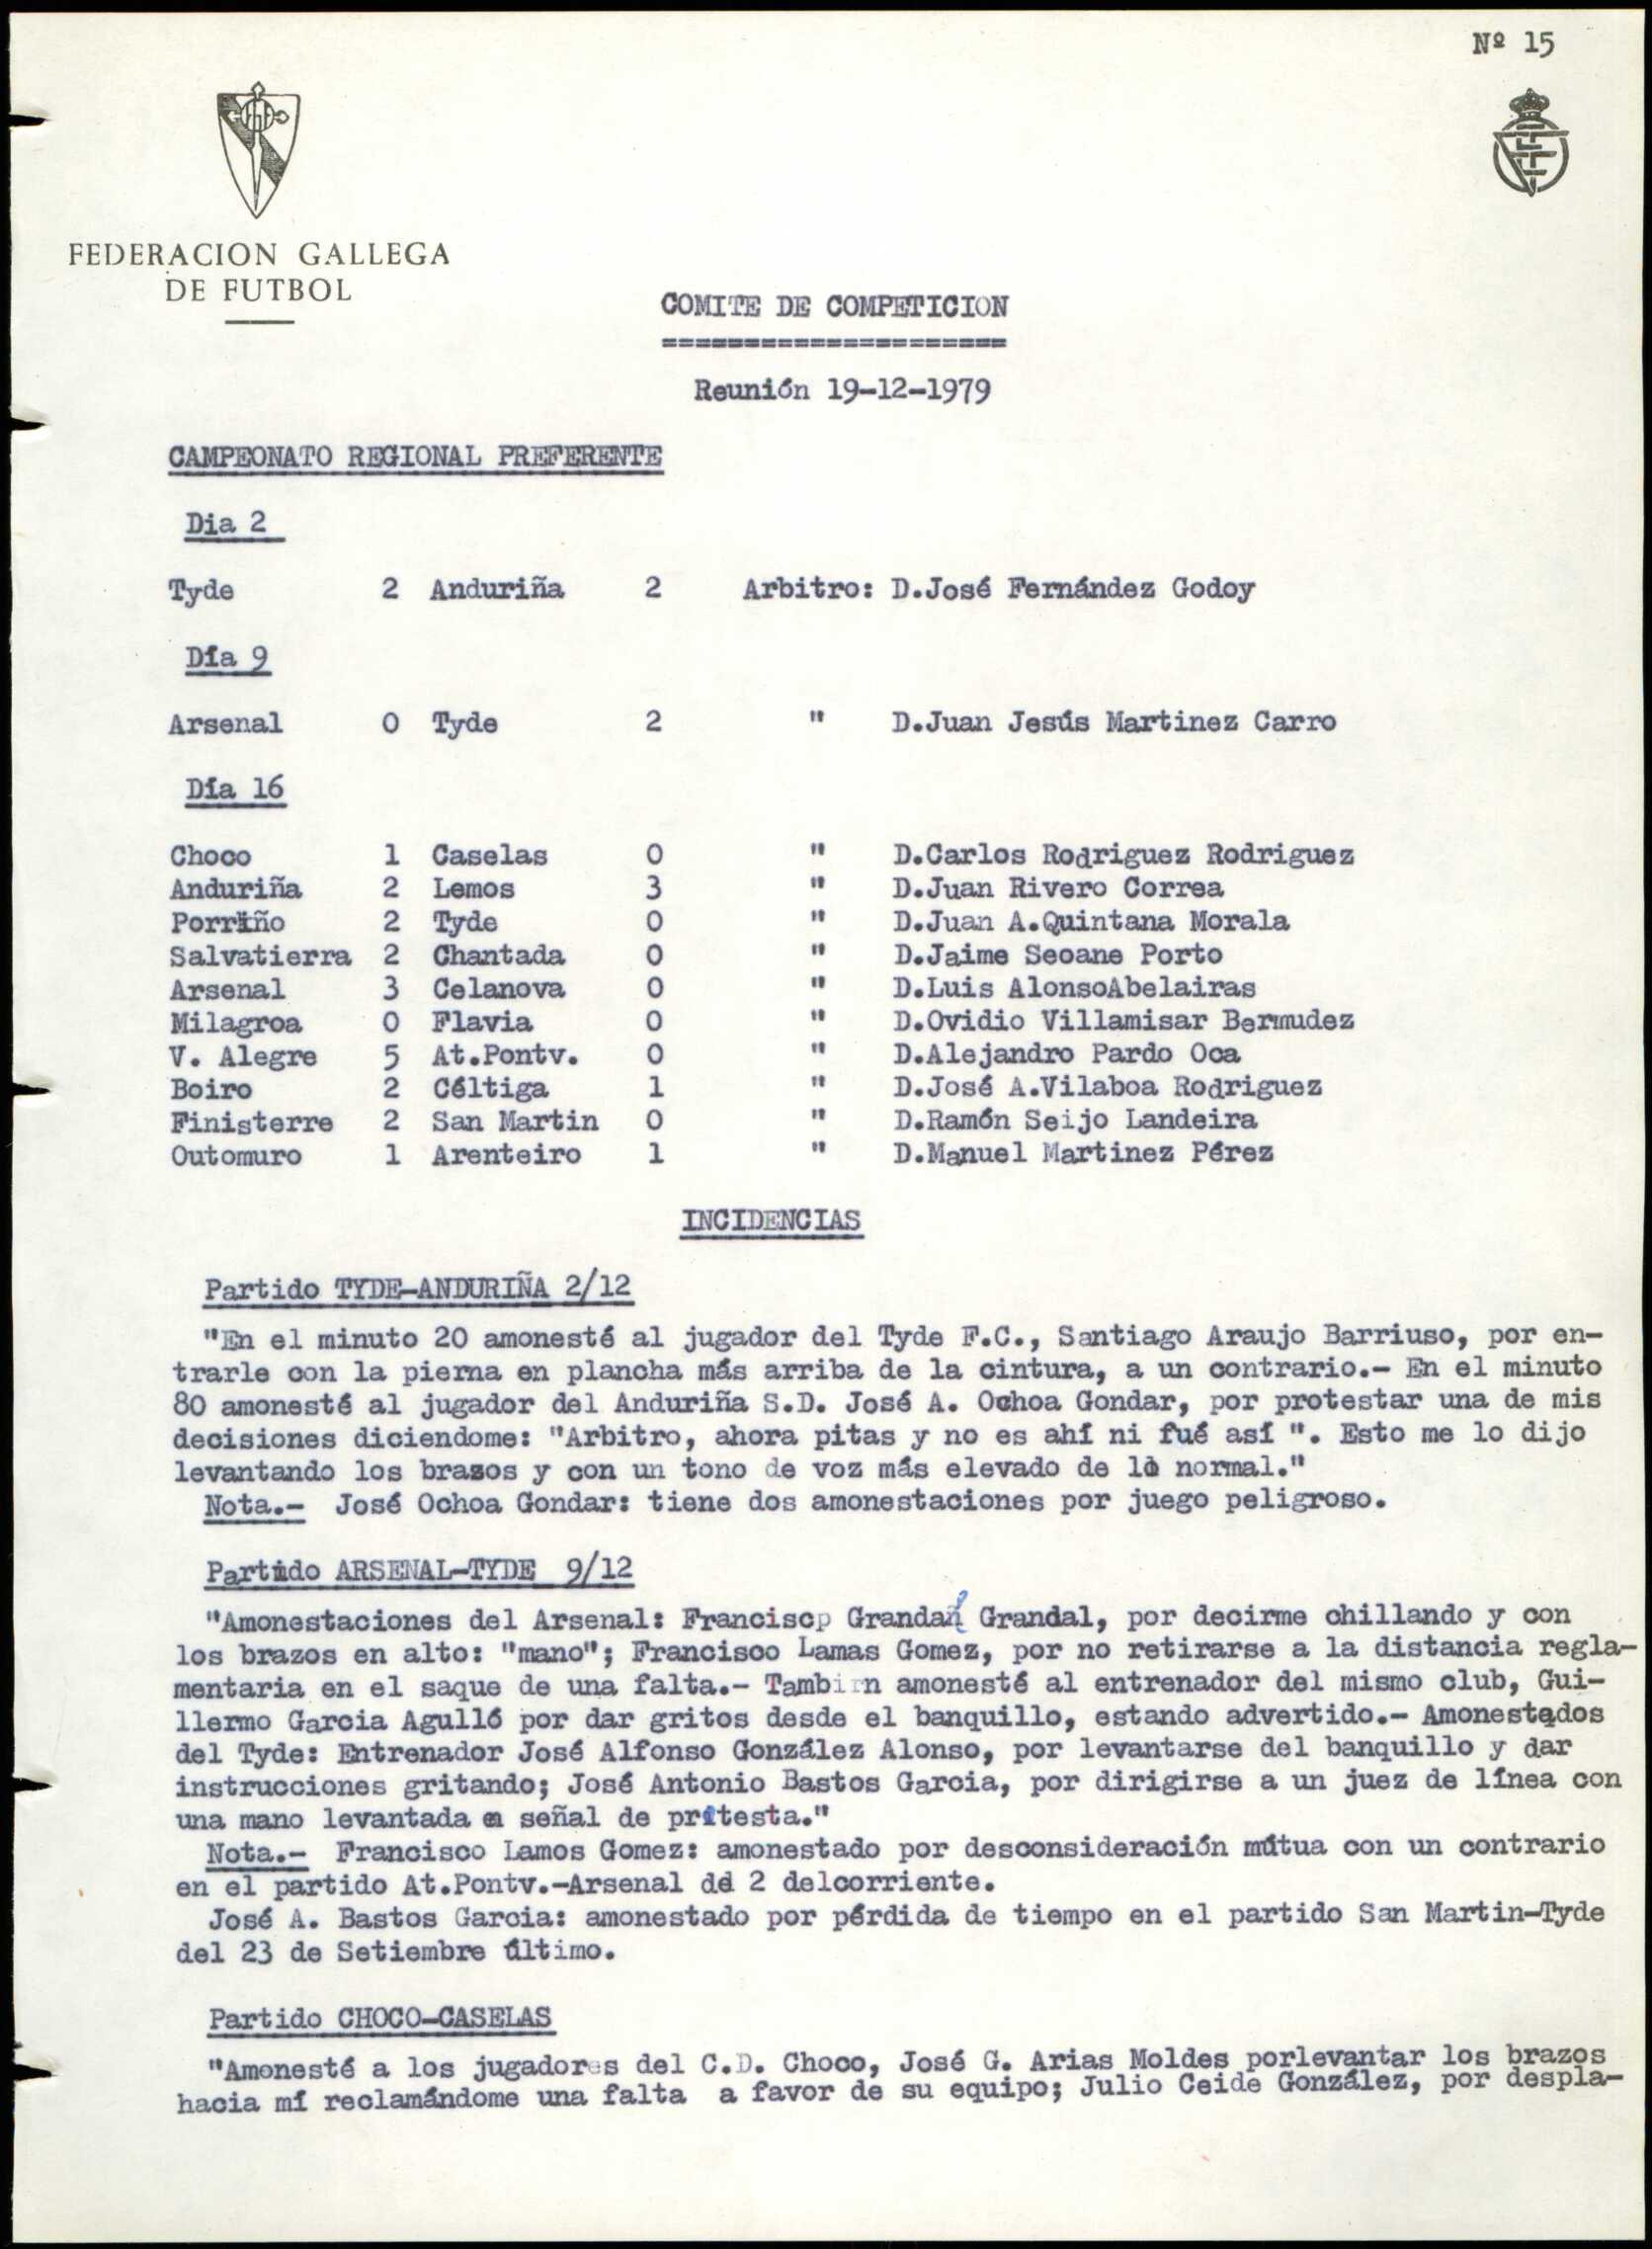 Nº 15
FEDERACION GALLEGA
DE FUTBOL
COMITE DE COMPETICION
=====================
Reunión 19-12-1979
CAMPEONATO REGIONAL PREFERENTE
Dia 2
Tyde 2 Anduriña 2 Arbitro: D.José Fernández Godoy
Día 9
Arsenal 0 Tyde 2 " D.Juan Jesús Martinez Carro
Día 16
Choco 1 Caselas 0 " D.Carlos Rodriguez Rodriguez
Anduriña 2 Lemos 3 " D.Juan Rivero Correa
Porriño 2 Tyde 0 " D.Juan A.Quintana Morala
Salvatierra 2 Chantada 0 " D.Jaime Seoane Porto
Arsenal 3 Celanova 0 " D.Luis AlonsoAbelairas
Milagroa 0 Flavia 0 " D.Ovidio Villamisar Bermudez
V. Alegre 5 At.Pontv. 0 " D.Alejandro Pardo Oca
Boiro 2 Céltiga 1 " D.José A.Vilaboa Rodriguez
Finisterre 2 San Martin 0 " D.Ramón Seijo Landeira
Outomuro 1 Arenteiro 1 " D.Manuel Martinez Pérez
INCIDENCIAS
Partido TYDE-ANDURIÑA 2/12
"En el minuto 20 amonesté al jugador del Tyde F.C., Santiago Araujo Barriuso, por en-
trarle con la pierna en plancha más arriba de la cintura, a un contrario.- En el minuto
80 amonesté al jugador del Anduriña S.D. José A. Ochoa Gondar, por protestar una de mis
decisiones diciendome: "Arbitro, ahora pitas y no es ahí ni fué así ". Esto me lo dijo
levantando los brazos y con un tono de voz más elevado de lo normal."
Nota.- José Ochoa Gondar: tiene dos amonestaciones por juego peligroso.
Partido ARSENAL-TYDE 9/12
"Amonestaciones del Arsenal: Franciscp Grandal Grandal, por decirme chillando y con
los brazos en alto: "mano"; Francisco Lamas Gomez, por no retirarse a la distancia regla-
mentaria en el saque de una falta.- Tambirn amonesté al entrenador del mismo club, Gui-
llermo Garcia Agulló por dar gritos desde el banquillo, estando advertido.- Amonestados
del Tyde: Entrenador José Alfonso González Alonso, por levantarse del banquillo y dar
instrucciones gritando; José Antonio Bastos Garcia, por dirigirse a un juez de línea con
una mano levantada en señal de prttesta."
Nota.- Francisco Lamos Gomez: amonestado por desconsideración mútua con un contrario
en el partido At.Pontv.-Arsenal dd 2 delcorriente.
José A. Bastos Garcia: amonestado por pérdida de tiempo en el partido San Martin-Tyde
del 23 de Setiembre último.
Partido CHOCO-CASELAS
"Amonesté a los jugadores del C.D. Choco, José G. Arias Moldes porlevantar los brazos
hacia mí reclamándome una falta a favor de su equipo; Julio Ceide González, por despla-